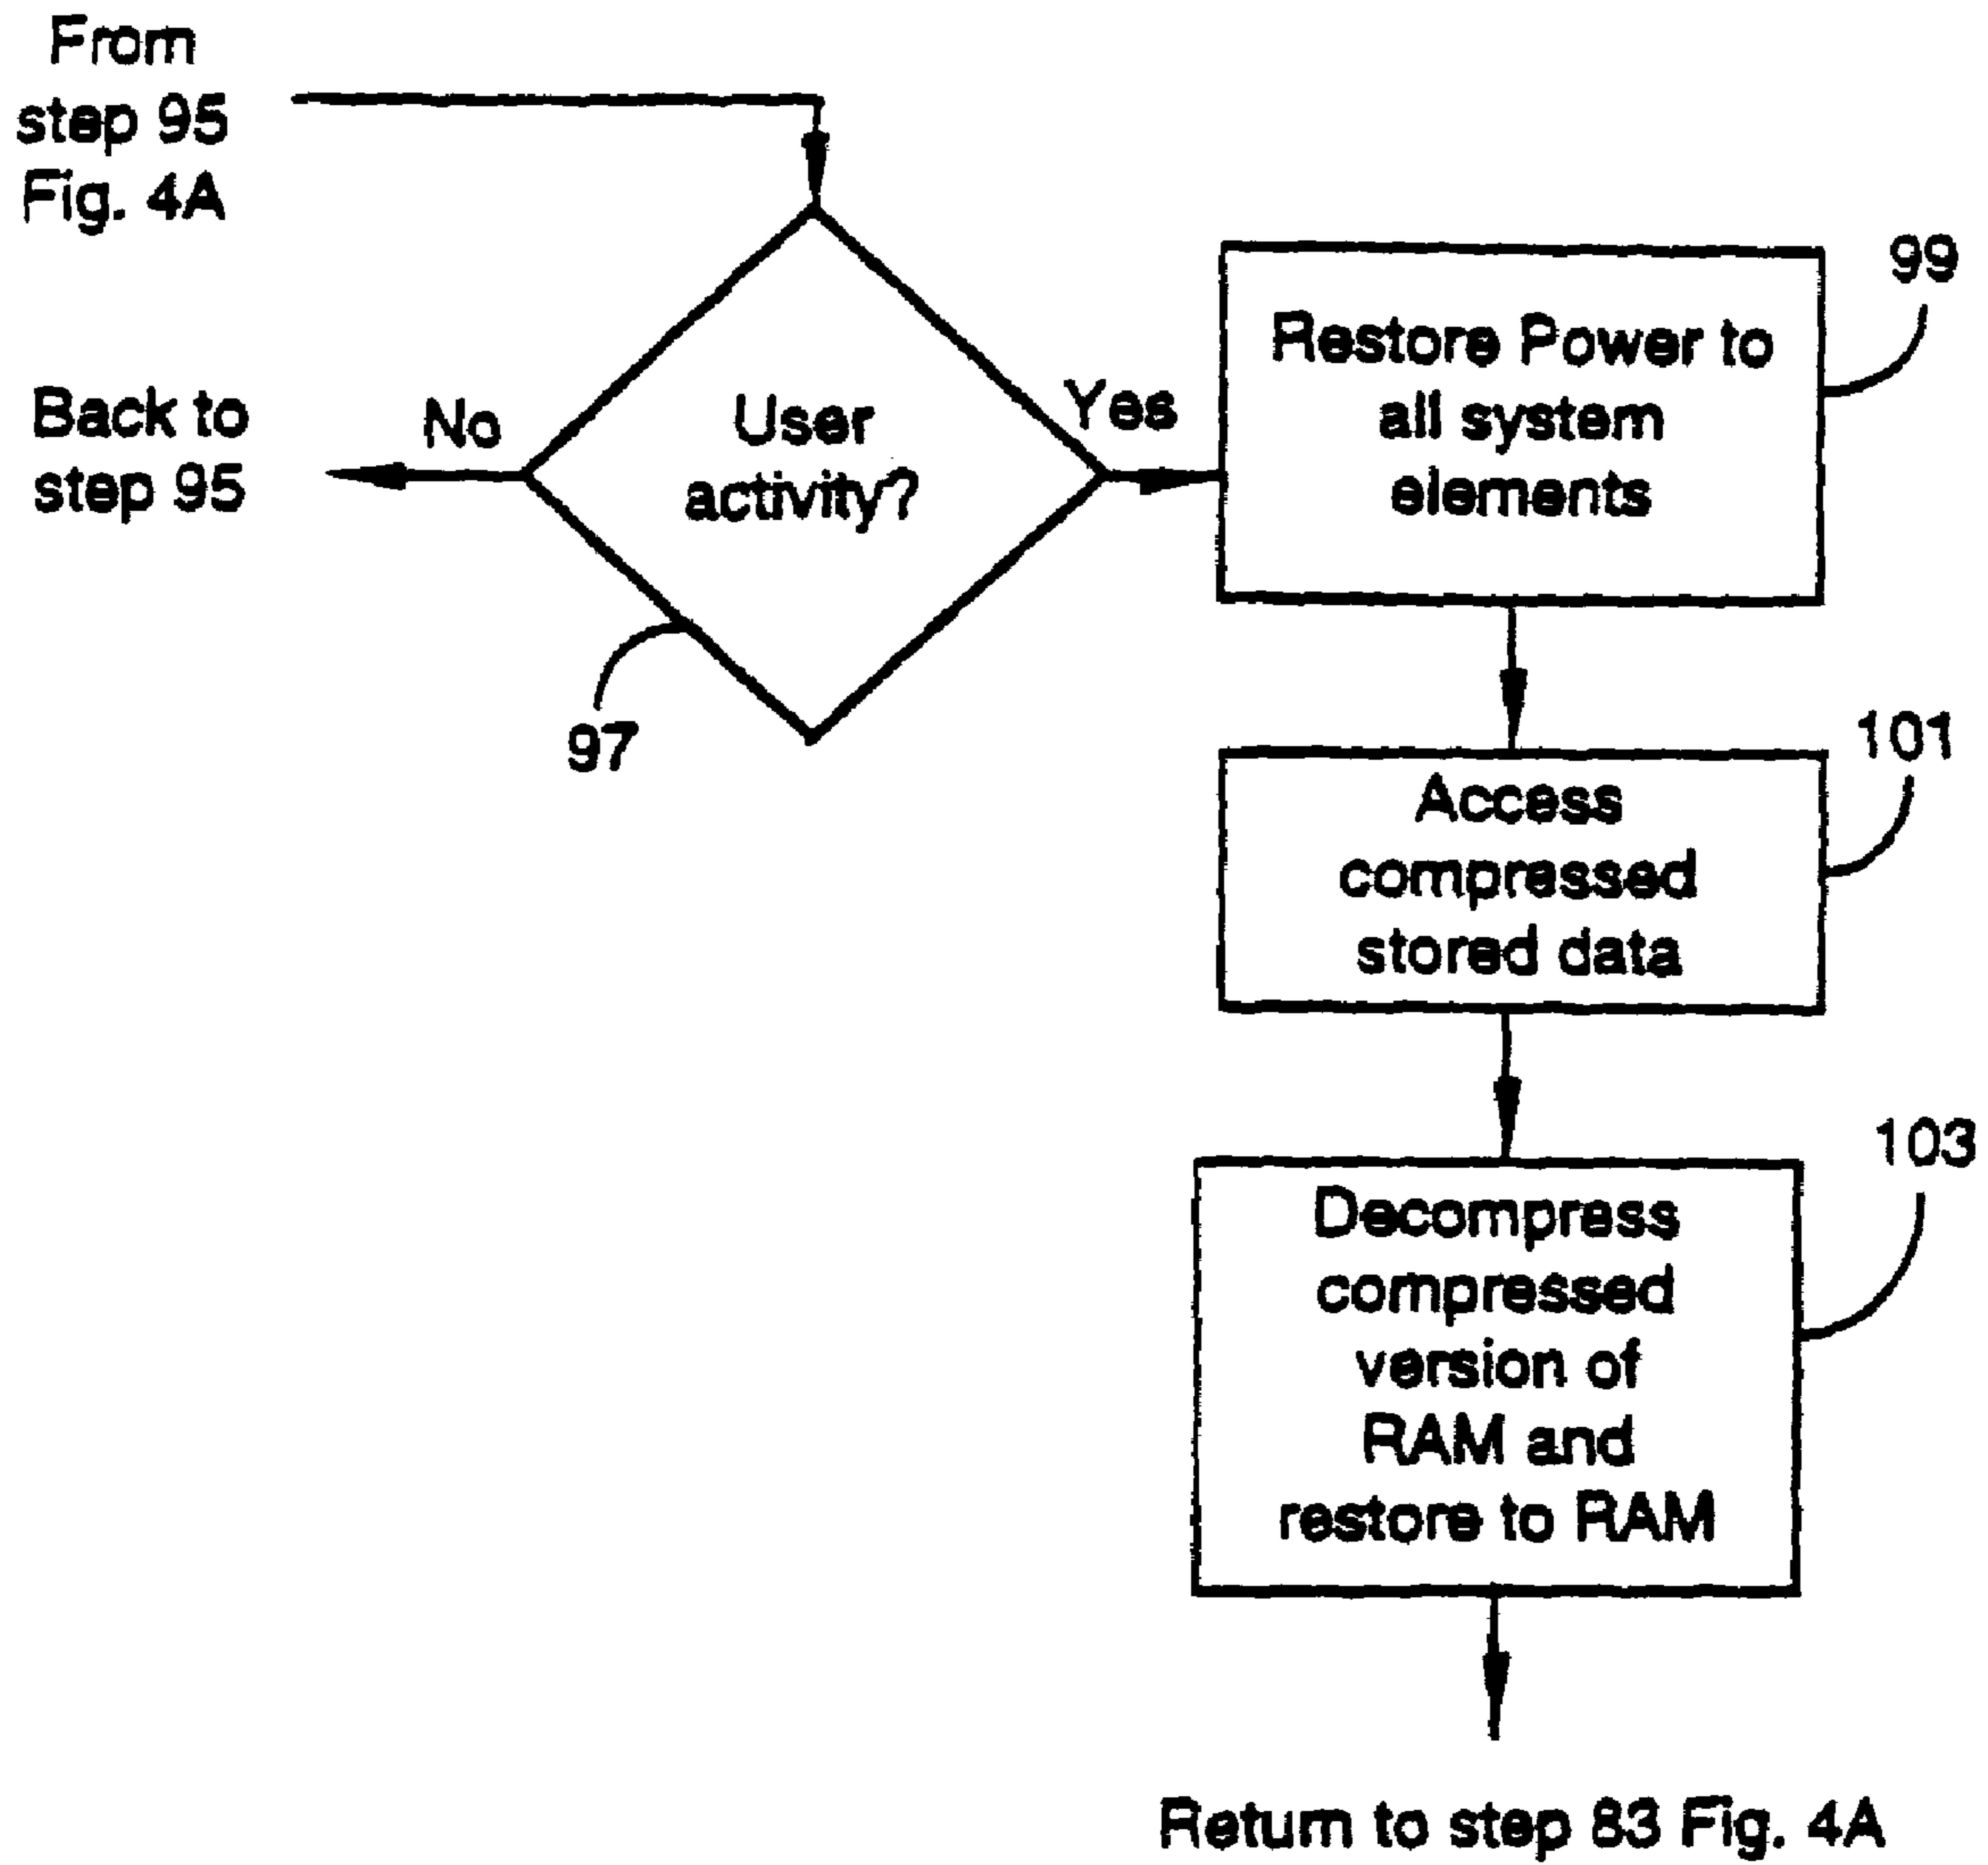 From
step 95
Fig. 4A
99
Restore Power to
all system
elements
Back to
step 95
No
User
activity?
Yes
97
101
Access
compressed
stored data
103
Decompress
compressed
version of
RAM and
restore to RAM
Return to step 83 Fig. 4A